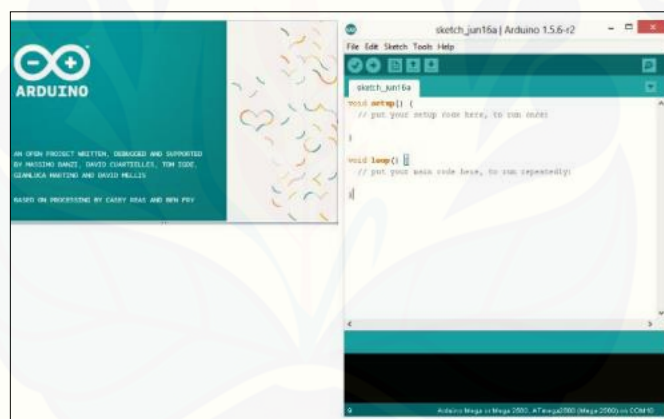 ARDUINO
AN OPEN PROJECT WRITTEN, DEBUGGED AND SUPPORTED
BY MASSIMO BANZI, DAVID CUARTIELLES, TOM IGOE,
GIANLUCA MARTINO AND DAVID MELLIS
BASED ON PROCESSING BY CASEY REAS AND BEN FRY
sketch_jun16a | Arduino 1.5.6-r2
File Edit Sketch Tools Help
sketch_jun16a
void setup() {
// put your setup code here, to run once:
}
void loop() {
// put your main code here, to run repeatedly:
}
9
Arduino Mega or Mega 2560, ATmega2560 (Mega 2560) on COM16